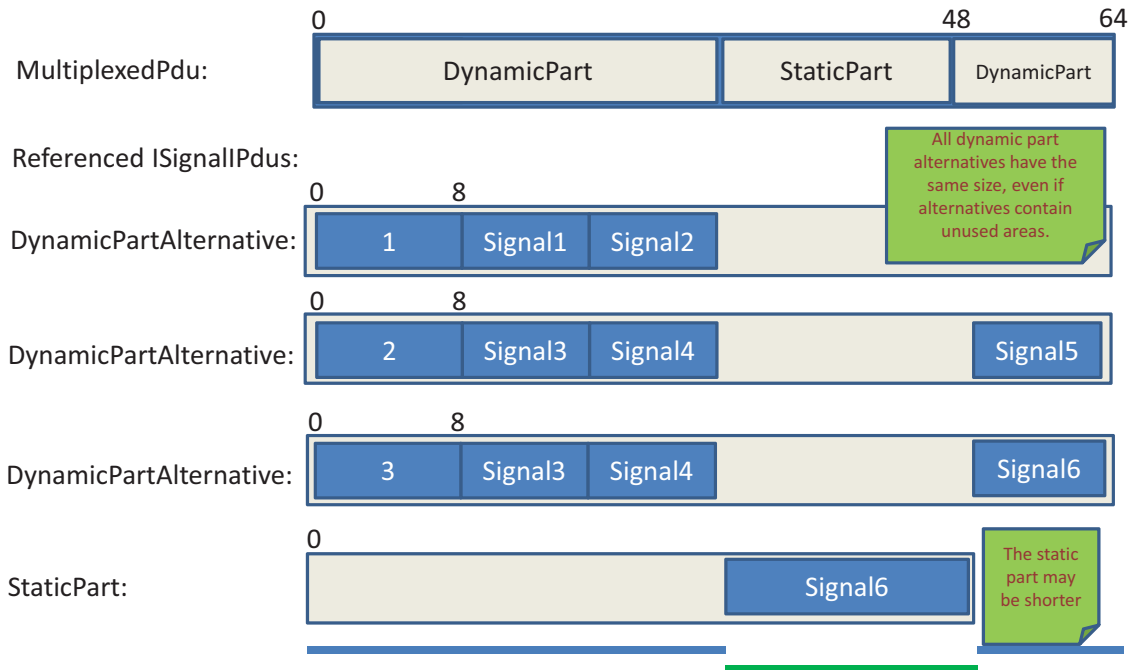 0 48 64
MultiplexedPdu: DynamicPart StaticPart DynamicPart
Referenced ISignalIPdus:
All dynamic part
alternatives have the
same size, even if
alternatives contain
unused areas.
0 8
DynamicPartAlternative: 1 Signal1 Signal2
0 8
DynamicPartAlternative: 2 Signal3 Signal4 Signal5
0 8
DynamicPartAlternative: 3 Signal3 Signal4 Signal6
0
StaticPart: Signal6
The static
part may
be shorter